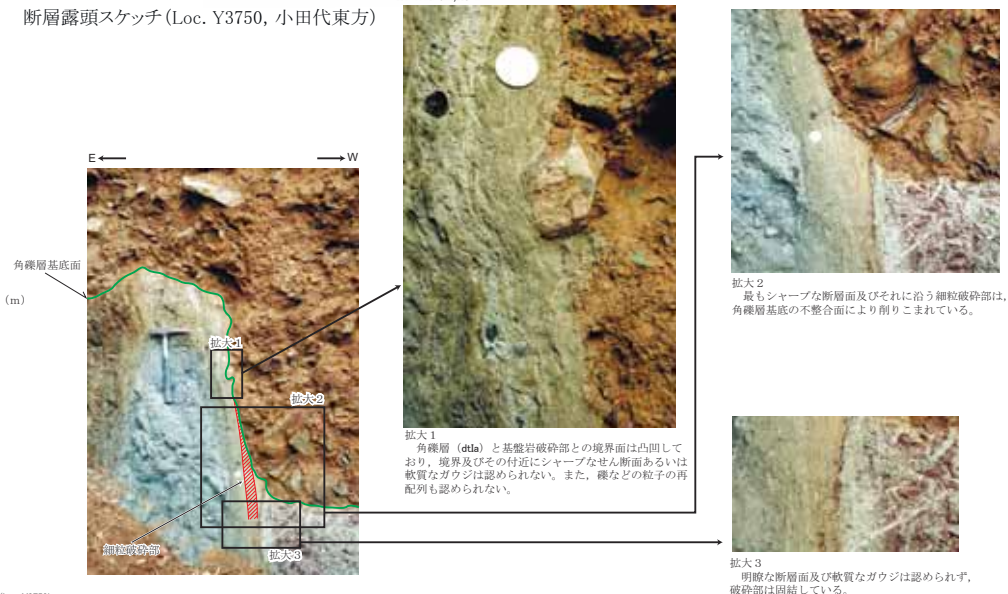 断層露頭スケッチ(Loc. Y3750, 小田代東方)
E
W
角礫層基底面
(m)
拡大1
拡大2
細粒破砕部
拡大3
拡大1
角礫層(dtla)と基盤岩破砕部との境界面は凸凹して
おり，境界及びその付近にシャープなせん断面あるいは
軟質なガウジは認められない。また，礫などの粒子の再
配列も認められない。
拡大2
最もシャープな断層面及びそれに沿う細粒破砕部は，
角礫層基底の不整合面により削りこまれている。
拡大3
明瞭な断層面及び軟質なガウジは認められず，
破砕部は固結している。